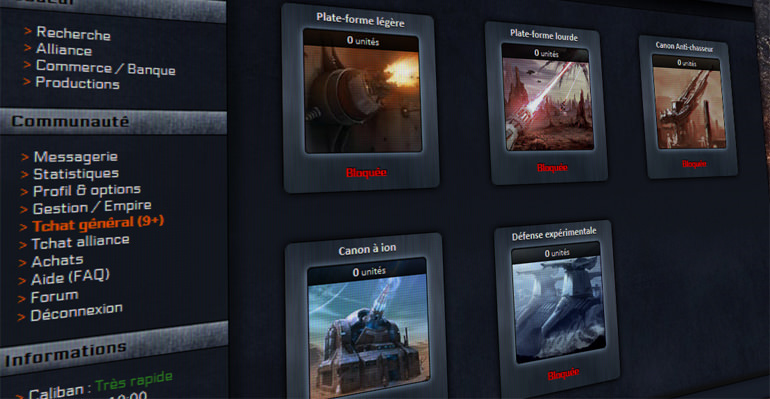 > Recherche
> Alliance
> Commerce / Banque
> Productions
Communauté
> Messagerie
> Statistiques
> Profil & options
> Gestion / Empire
> Tchat général (9+)
> Tchat alliance
> Achats
> Aide (FAQ)
> Forum
> Déconnexion
Informations
> Caliban : Très rapide
Plate-forme légère
0 unités
Bloquée
Plate-forme lourde
0 unités
Bloquée
Canon Anti-chasseur
0 unités
Bloquée
Canon à ion
0 unités
Défense expérimentale
0 unités
Bloquée